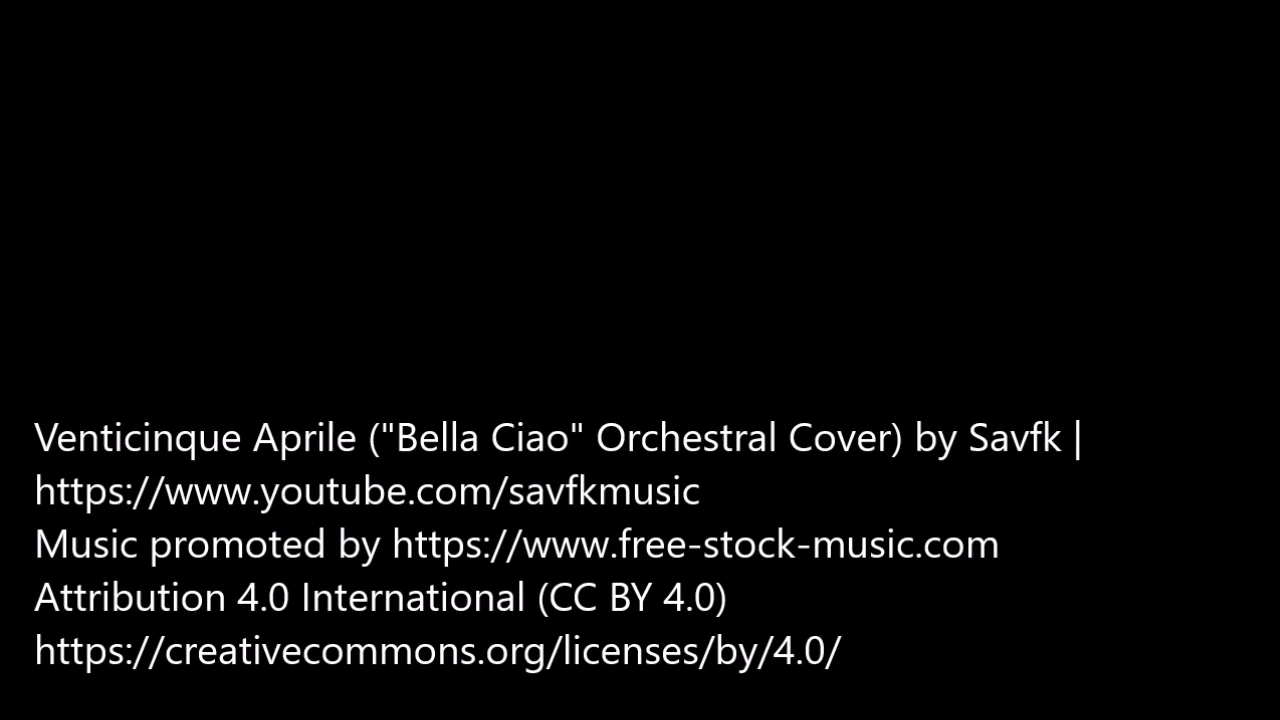 Venticinque Aprile ("Bella Ciao" Orchestral Cover) by Savfk |
https://www.youtube.com/savfkmusic
Music promoted by https://www.free-stock-music.com
Attribution 4.0 International (CC BY 4.0)
https://creativecommons.org/licenses/by/4.0/